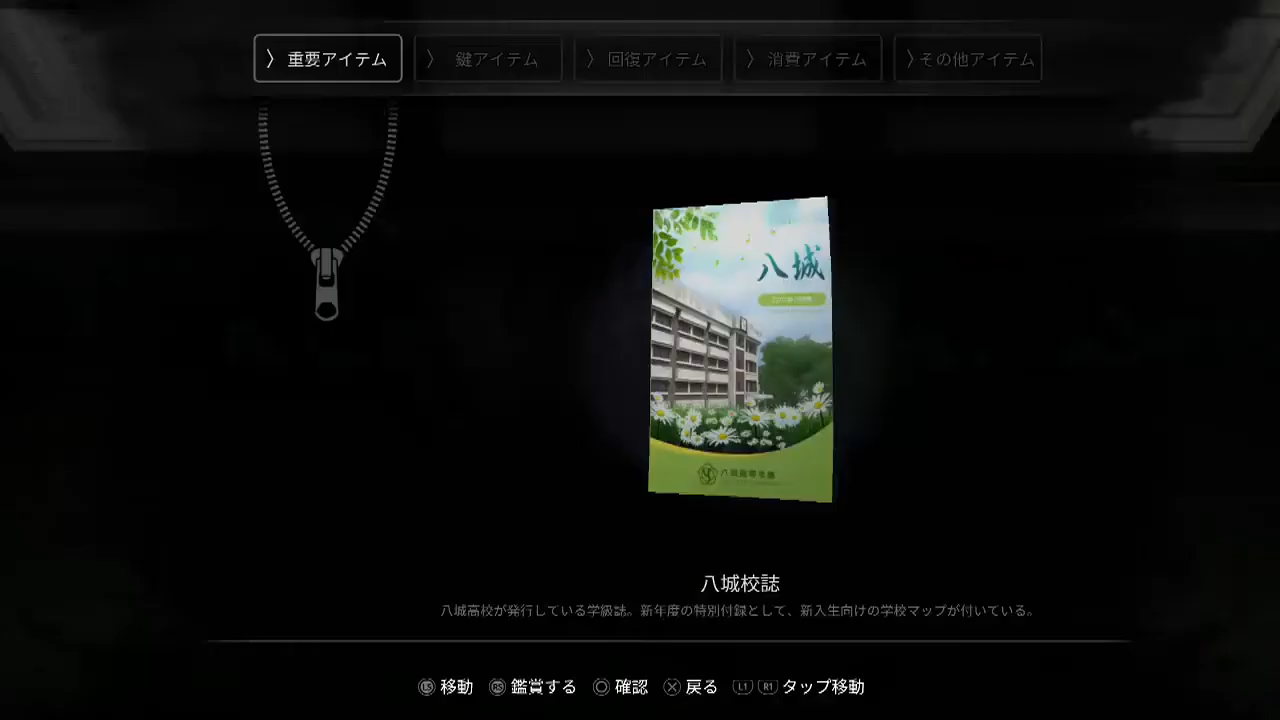 〉 重要アイテム
〉 鍵アイテム
〉 回復アイテム
〉 消費アイテム
〉その他アイテム
八城
八城校誌
八城高校が発行している学級誌。新年度の特別付録として、新入生向けの学校マップが付いている。
LS 移動 RS 鑑賞する 確認 戻る L1 R1 タップ移動